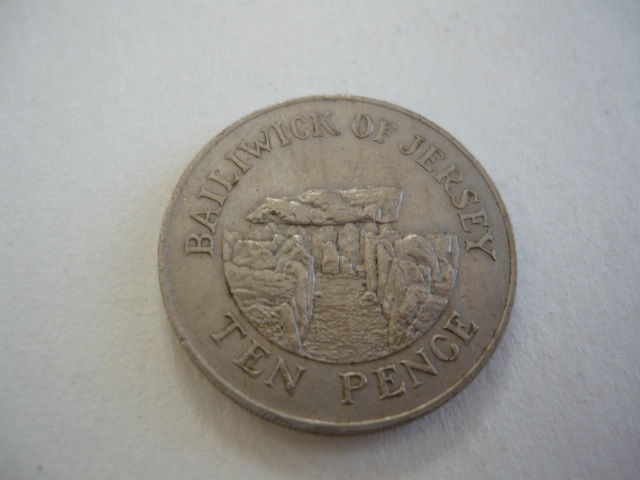 BAILIWICK OF JERSEY
TEN PENCE